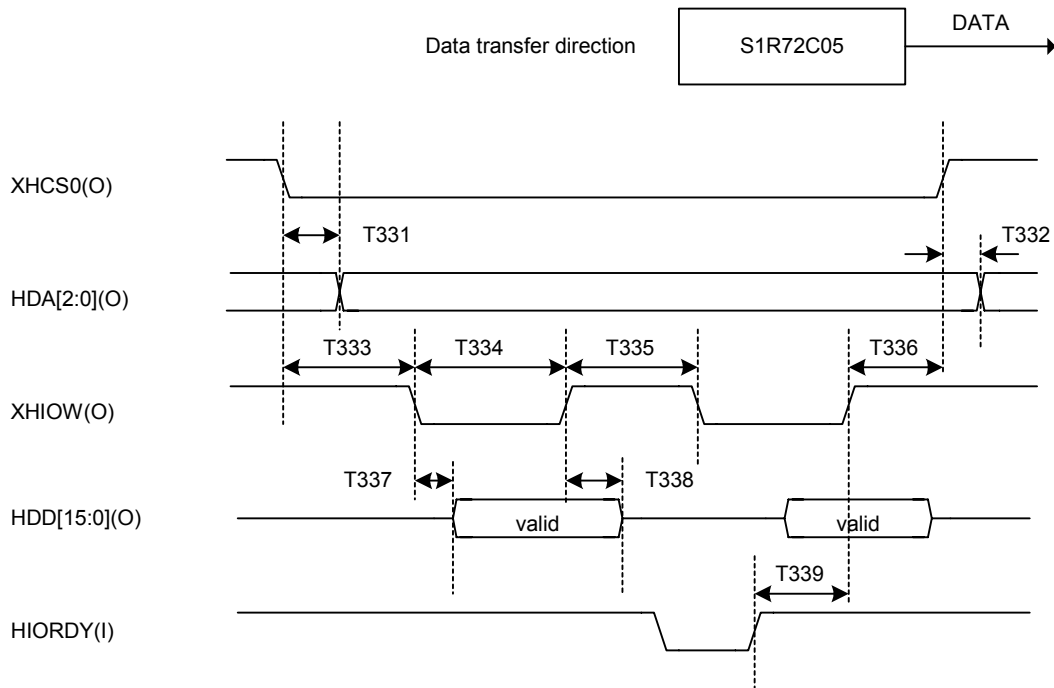 DATA
Data transfer direction
S1R72C05
XHCS0(O)
T331
T332
HDA[2:0](O)
T333
T334
T335
T336
XHIOW(O)
T337
T338
HDD[15:0](O)
valid
valid
T339
HIORDY(I)